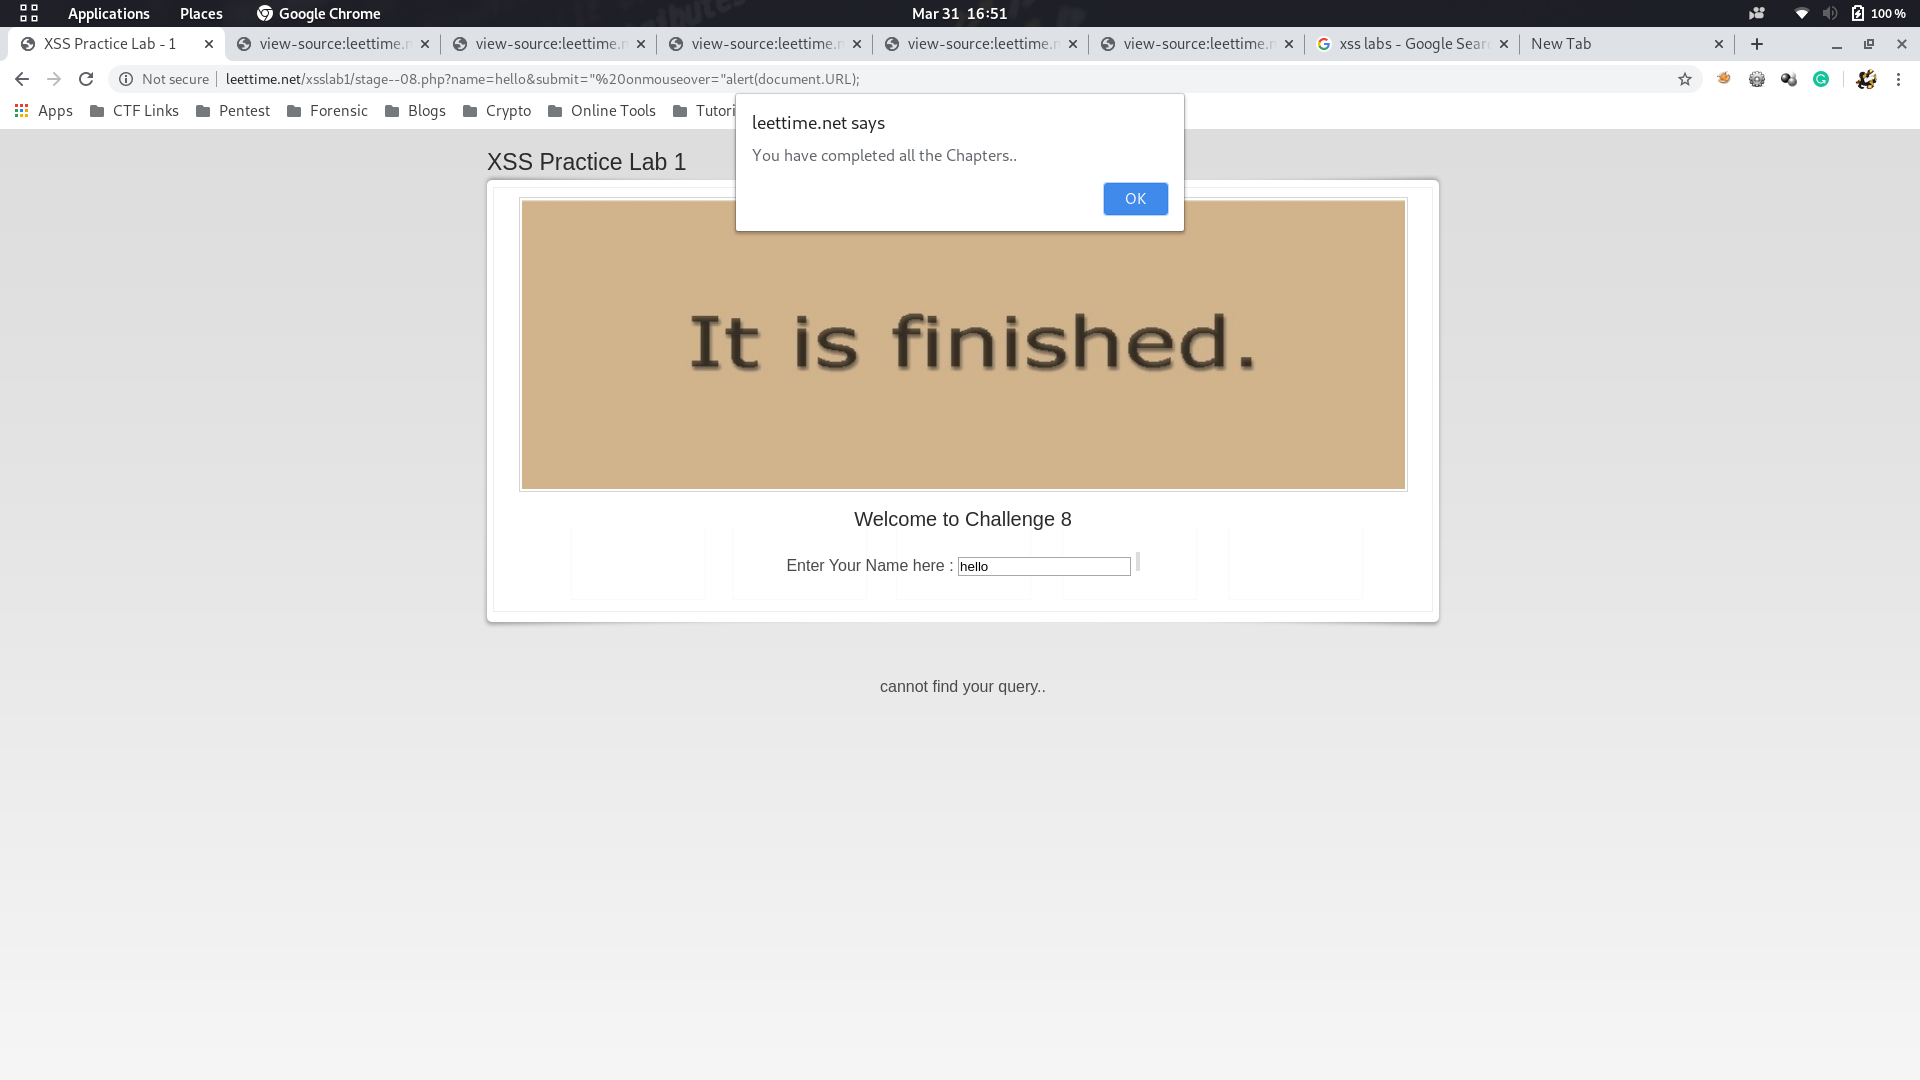 Applications Places Google Chrome Mar 31 16:51 100 %
XSS Practice Lab - 1 view-source:leettime.n view-source:leettime.n view-source:leettime.n view-source:leettime.n view-source:leettime.n xss labs - Google Sear New Tab
Not secure leettime.net/xsslab1/stage--08.php?name=hello&submit="%20onmouseover="alert(document.URL);
Apps CTF Links Pentest Forensic Blogs Crypto Online Tools Tutori
leettime.net says
You have completed all the Chapters..
OK
XSS Practice Lab 1
It is finished.
Welcome to Challenge 8
Enter Your Name here : hello
cannot find your query..